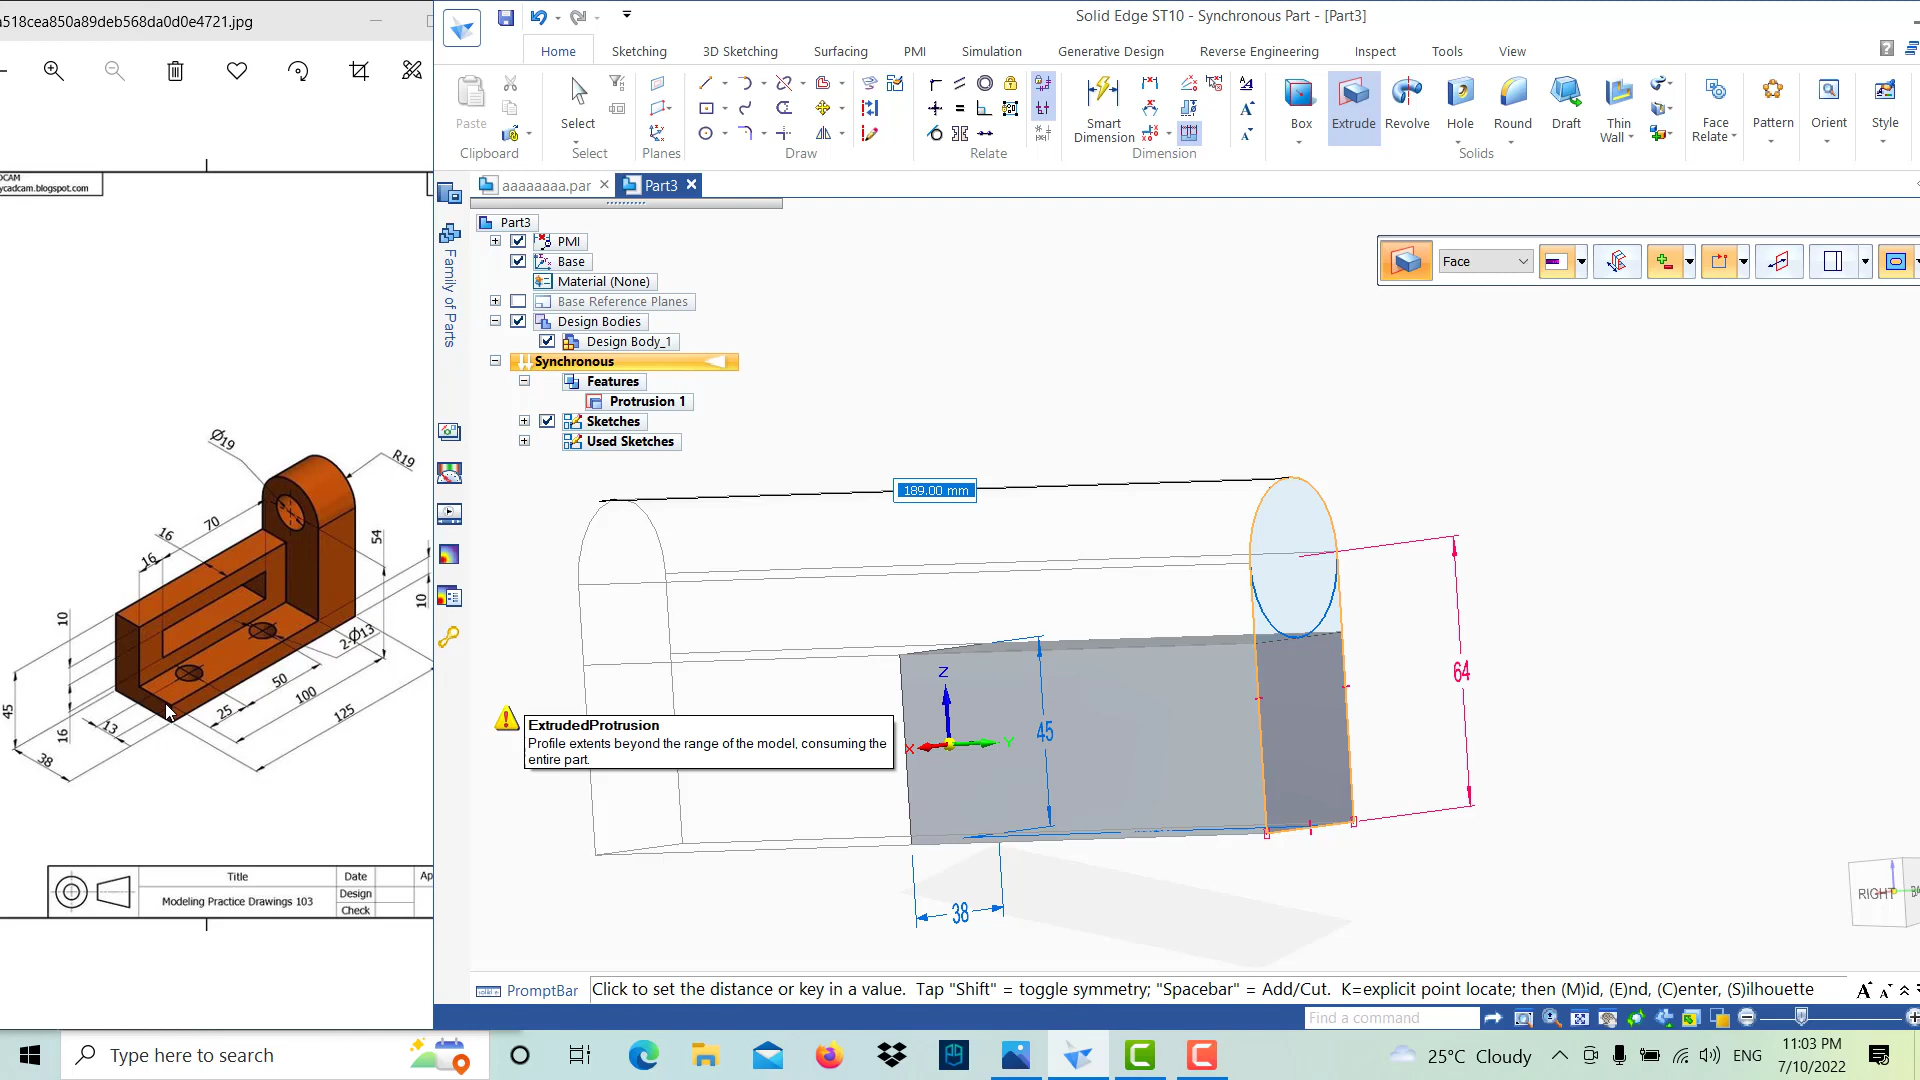 a518cea850a89deb568da0d0e4721.jpg
Solid Edge ST10 - Synchronous Part - [Part3]
Home Sketching 3D Sketching Surfacing PMI Simulation Generative Design Reverse Engineering Inspect Tools View
Paste
Select
Smart Dimension
Box Extrude Revolve Hole Round Draft Thin Wall Face Relate Pattern Orient Style
Clipboard Select Planes Draw Relate Dimension Solids
aaaaaaaa.par Part3
Part3
PMI
Base
Material (None)
Base Reference Planes
Design Bodies
Design Body_1
Synchronous
Features
Protrusion 1
Sketches
Used Sketches
Family of Parts
Face
CAM
ycadcam.blogspot.com
Ø19
R19
16
70
16
54
10
10
2-Ø13
50
100
25
125
45
13
16
38
189.00 mm
64
45
38
Z
X
Y
ExtrudedProtrusion
Profile extents beyond the range of the model, consuming the
entire part.
RIGHT
Title Date Ap
Modeling Practice Drawings 103 Design
Check
PromptBar Click to set the distance or key in a value. Tap "Shift" = toggle symmetry; "Spacebar" = Add/Cut. K=explicit point locate; then (M)id, (E)nd, (C)enter, (S)ilhouette
Find a command
Type here to search
25°C Cloudy
ENG
11:03 PM
7/10/2022